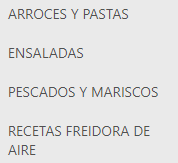 ARROCES Y PASTAS
ENSALADAS
PESCADOS Y MARISCOS
RECETAS FREIDORA DE
AIRE